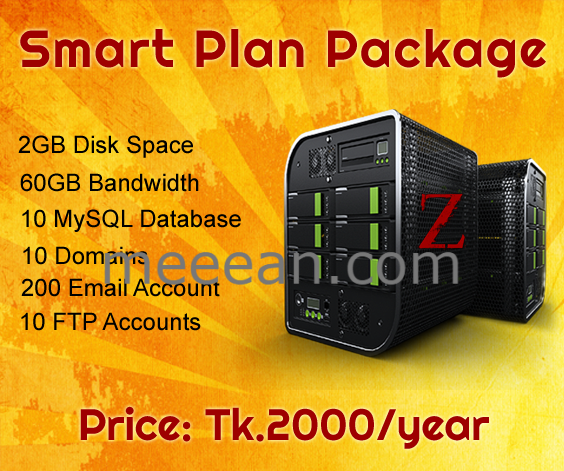 Smart Plan Package
2GB Disk Space
60GB Bandwidth
10 MySQL Database
10 Domains
meeean.com
200 Email Account
10 FTP Accounts
Z
Price: Tk.2000/year